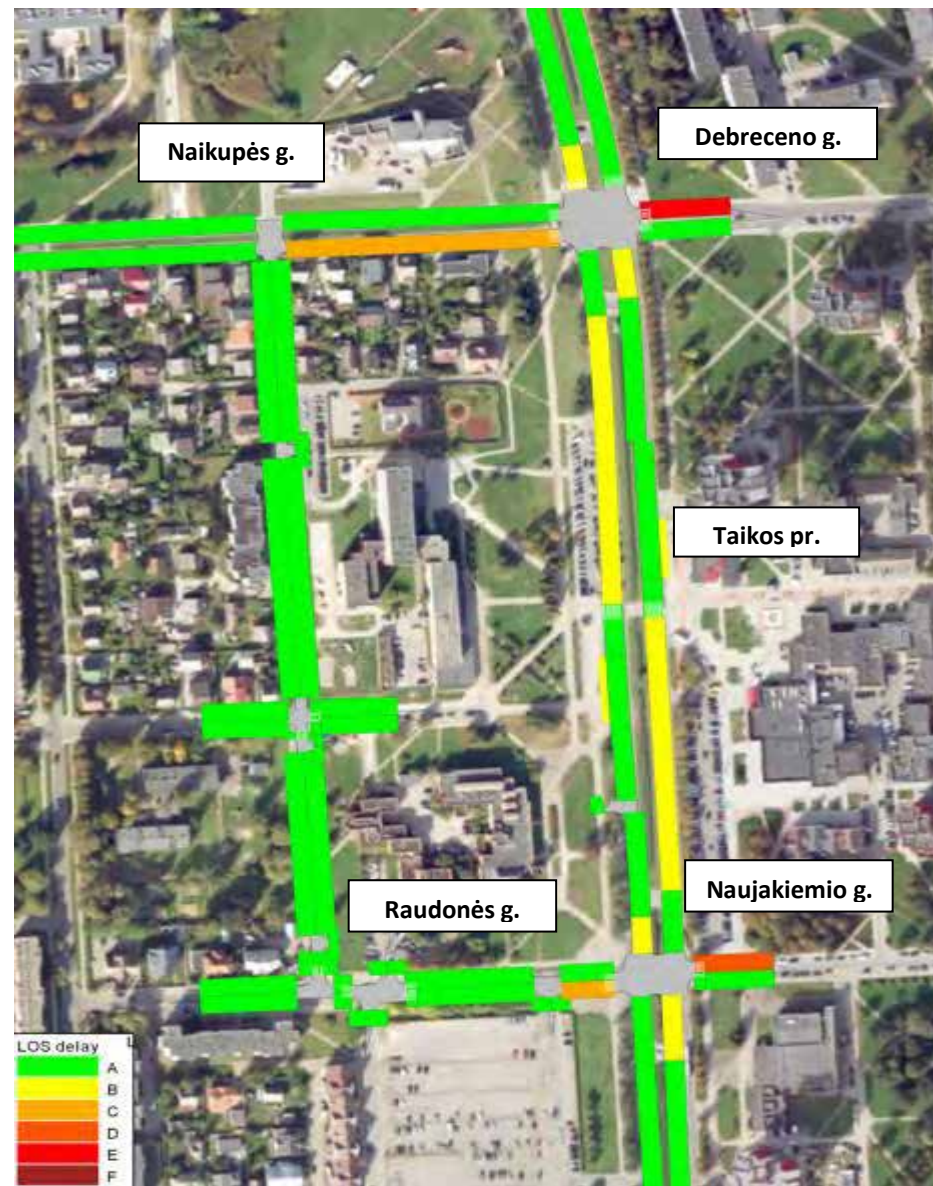 Debreceno g.
Naikupės g.
Taikos pr.
Naujakiemio g.
Raudonės g.
LOS delay
A
B
C
D
E
F